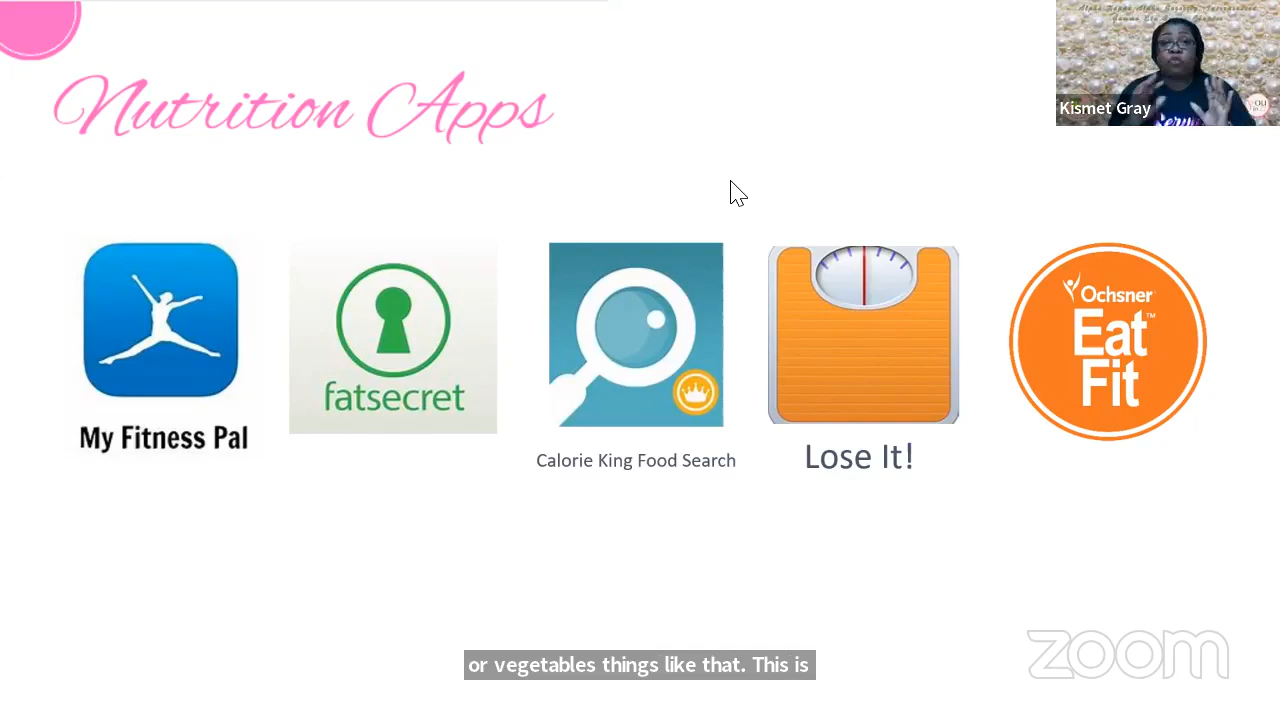 Nutrition Apps
Kismet Gray
My Fitness Pal
fatsecret
Calorie King Food Search
Lose It!
Ochsner
Eat™
Fit
or vegetables things like that. This is
zoom